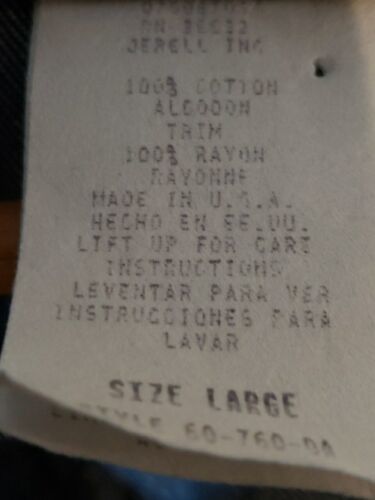 JERELL INC
100% COTTON
ALGODON
TRIM
100% RAYON
RAYONNE
MADE IN U.S.A.
HECHO EN EE.UU.
LIFT UP FOR CARE
INSTRUCTIONS
LEVENTAR PARA VER
INSTRUCCIONES PARA
LAVAR
SIZE LARGE
60-760-